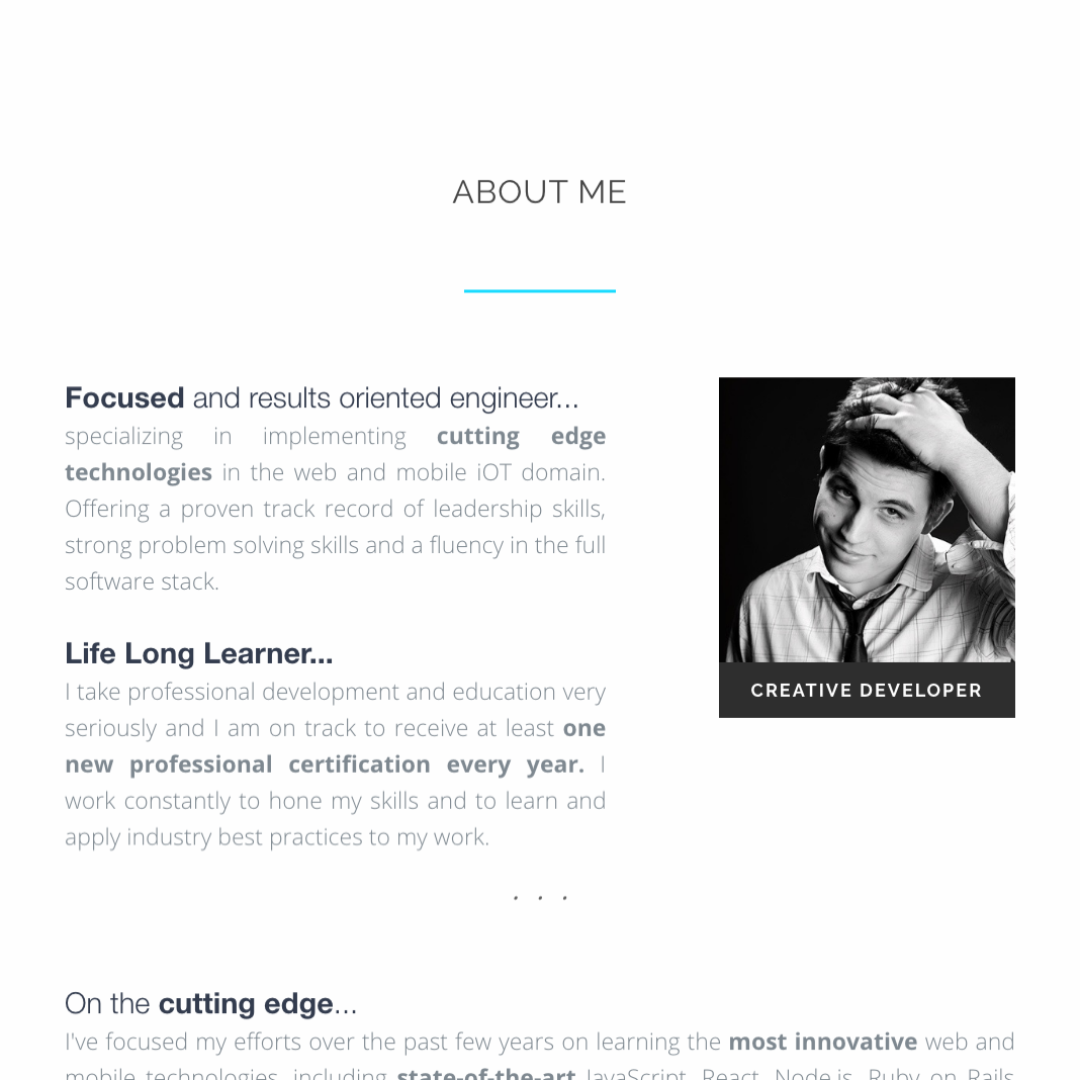 ABOUT ME
Focused and results oriented engineer...
specializing in implementing cutting edge
technologies in the web and mobile iOT domain.
Offering a proven track record of leadership skills,
strong problem solving skills and a fluency in the full
software stack.
CREATIVE DEVELOPER
Life Long Learner...
I take professional development and education very
seriously and I am on track to receive at least one
new professional certification every year. I
work constantly to hone my skills and to learn and
apply industry best practices to my work.
. . .
On the cutting edge...
I've focused my efforts over the past few years on learning the most innovative web and
mobile technologies, including state-of-the-art JavaScript, React, Node.js, Ruby on Rails